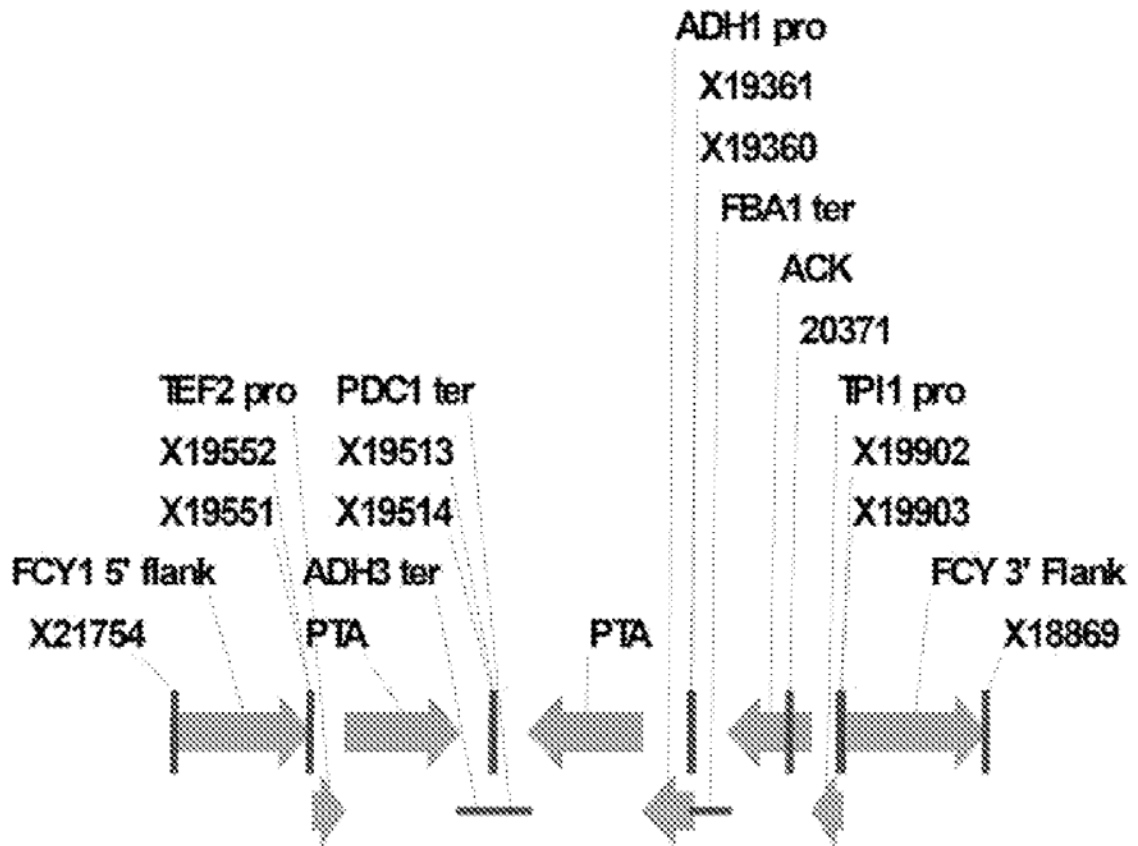 ADH1 pro
X19361
X19360
FBA1 ter
ACK
20371
TEF2 pro PDC1 ter TPI1 pro
X19552 X19513 X19902
X19551 X19514 X19903
FCY1 5' flank ADH3 ter FCY 3' Flank
X21754 PTA PTA X18869